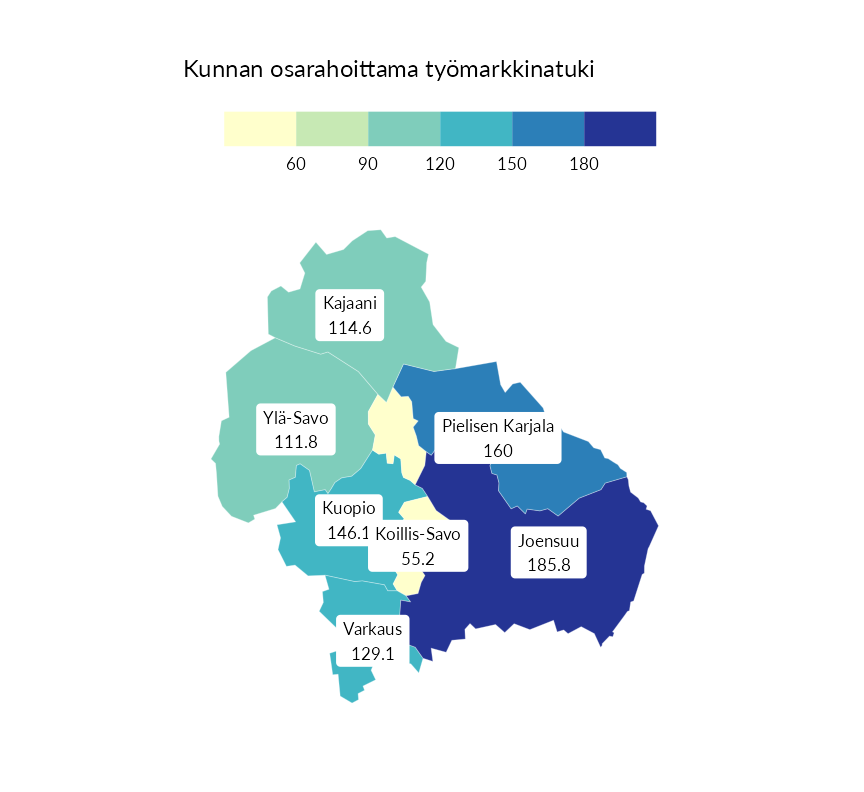 Kunnan osarahoittama työmarkkinatuki
60 90 120 150 180
Kajaani
114.6
Ylä-Savo
111.8
Pielisen Karjala
160
Kuopio
146.1
Koillis-Savo
55.2
Joensuu
185.8
Varkaus
129.1